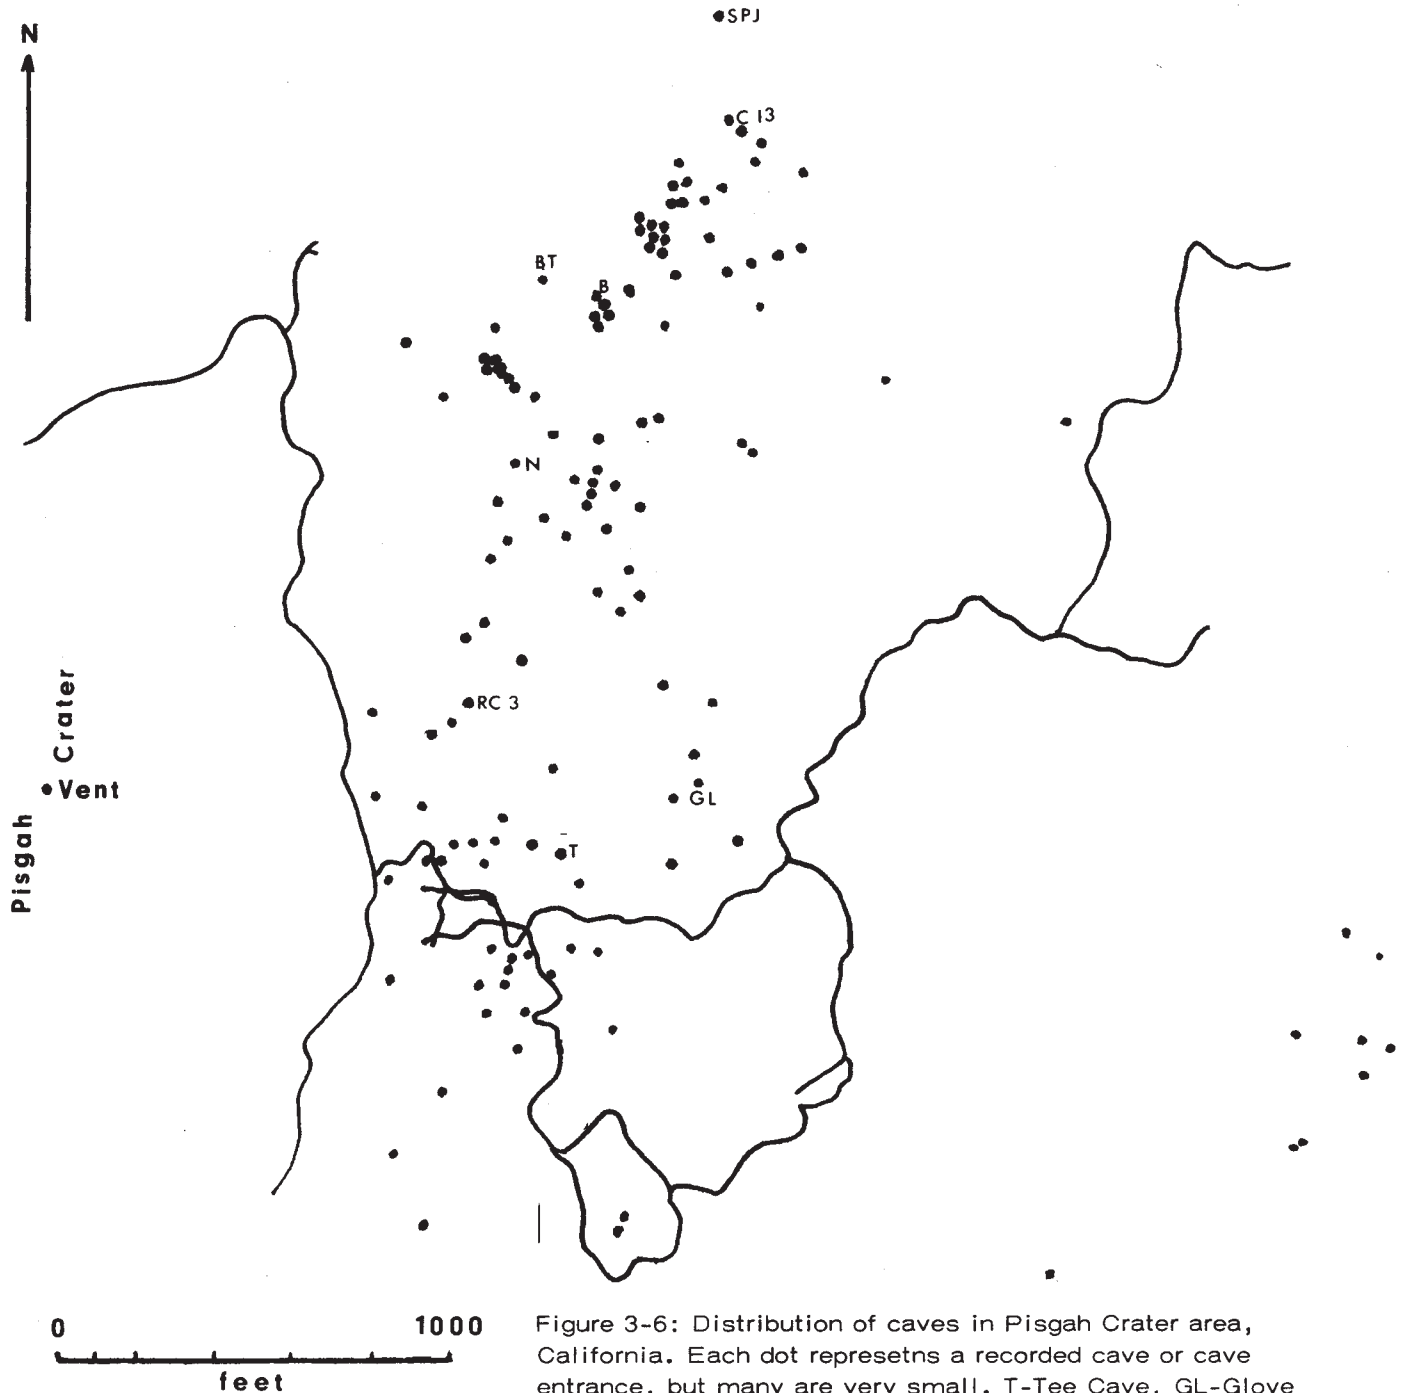 SPJ
N
C 13
BT
B
N
RC 3
Pisgah Crater
Vent
GL
T
0 1000
feet
Figure 3-6: Distribution of caves in Pisgah Crater area,
California. Each dot represetns a recorded cave or cave
entrance, but many are very small. T-Tee Cave, GL-Glove